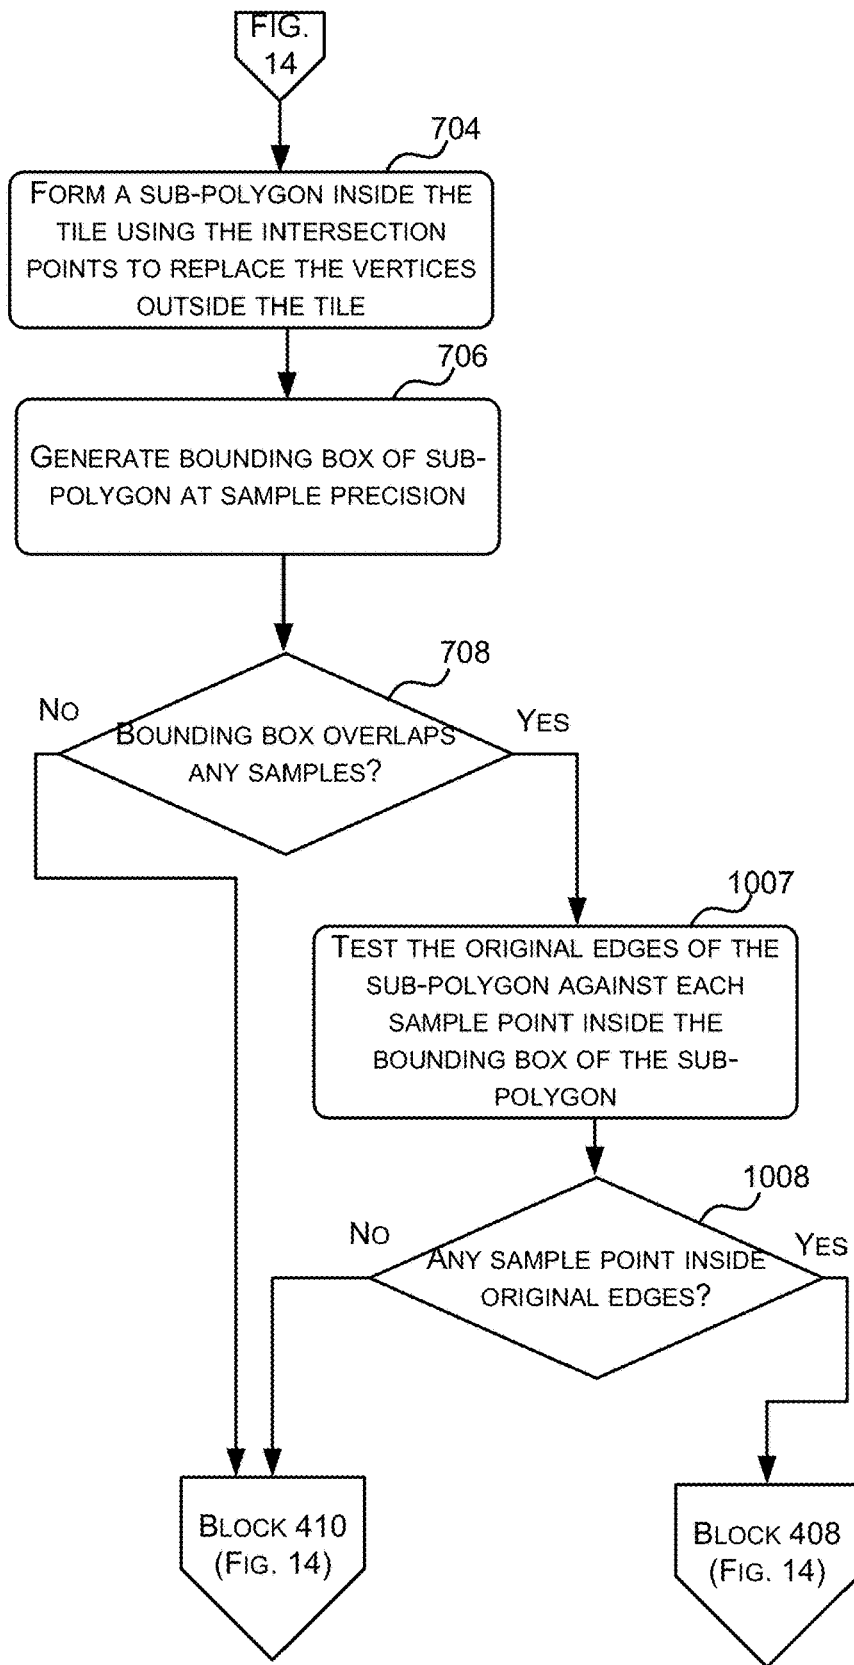 FIG.
14
704
FORM A SUB-POLYGON INSIDE THE
TILE USING THE INTERSECTION
POINTS TO REPLACE THE VERTICES
OUTSIDE THE TILE
706
GENERATE BOUNDING BOX OF SUB-
POLYGON AT SAMPLE PRECISION
708
NO
YES
BOUNDING BOX OVERLAPS
ANY SAMPLES?
1007
TEST THE ORIGINAL EDGES OF THE
SUB-POLYGON AGAINST EACH
SAMPLE POINT INSIDE THE
BOUNDING BOX OF THE SUB-
POLYGON
1008
NO
YES
ANY SAMPLE POINT INSIDE
ORIGINAL EDGES?
BLOCK 410
(FIG. 14)
BLOCK 408
(FIG. 14)